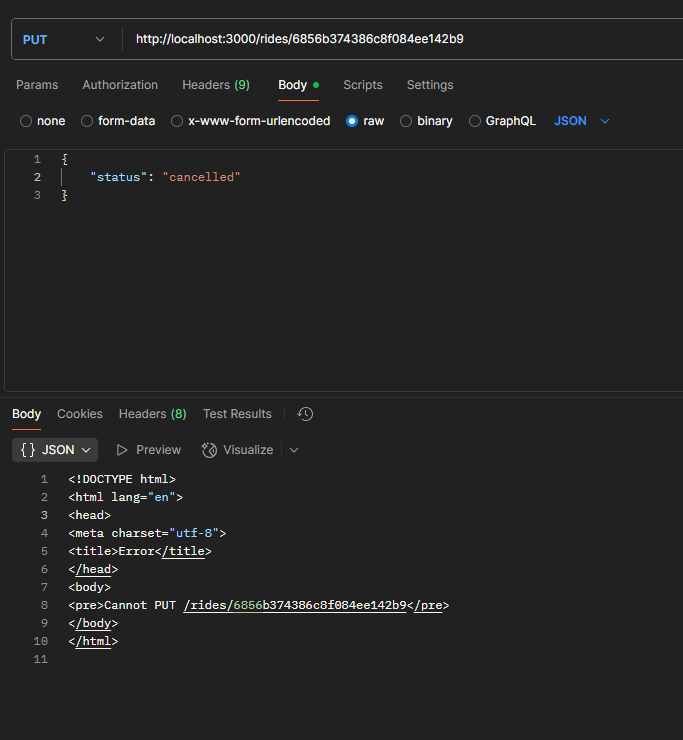 PUT http://localhost:3000/rides/6856b374386c8f084ee142b9
Params Authorization Headers (9) Body Scripts Settings
none form-data x-www-form-urlencoded raw binary GraphQL JSON
1 {
2 "status": "cancelled"
3 }
Body Cookies Headers (8) Test Results
{} JSON Preview Visualize
1 <!DOCTYPE html>
2 <html lang="en">
3 <head>
4 <meta charset="utf-8">
5 <title>Error</title>
6 </head>
7 <body>
8 <pre>Cannot PUT /rides/6856b374386c8f084ee142b9</pre>
9 </body>
10 </html>
11